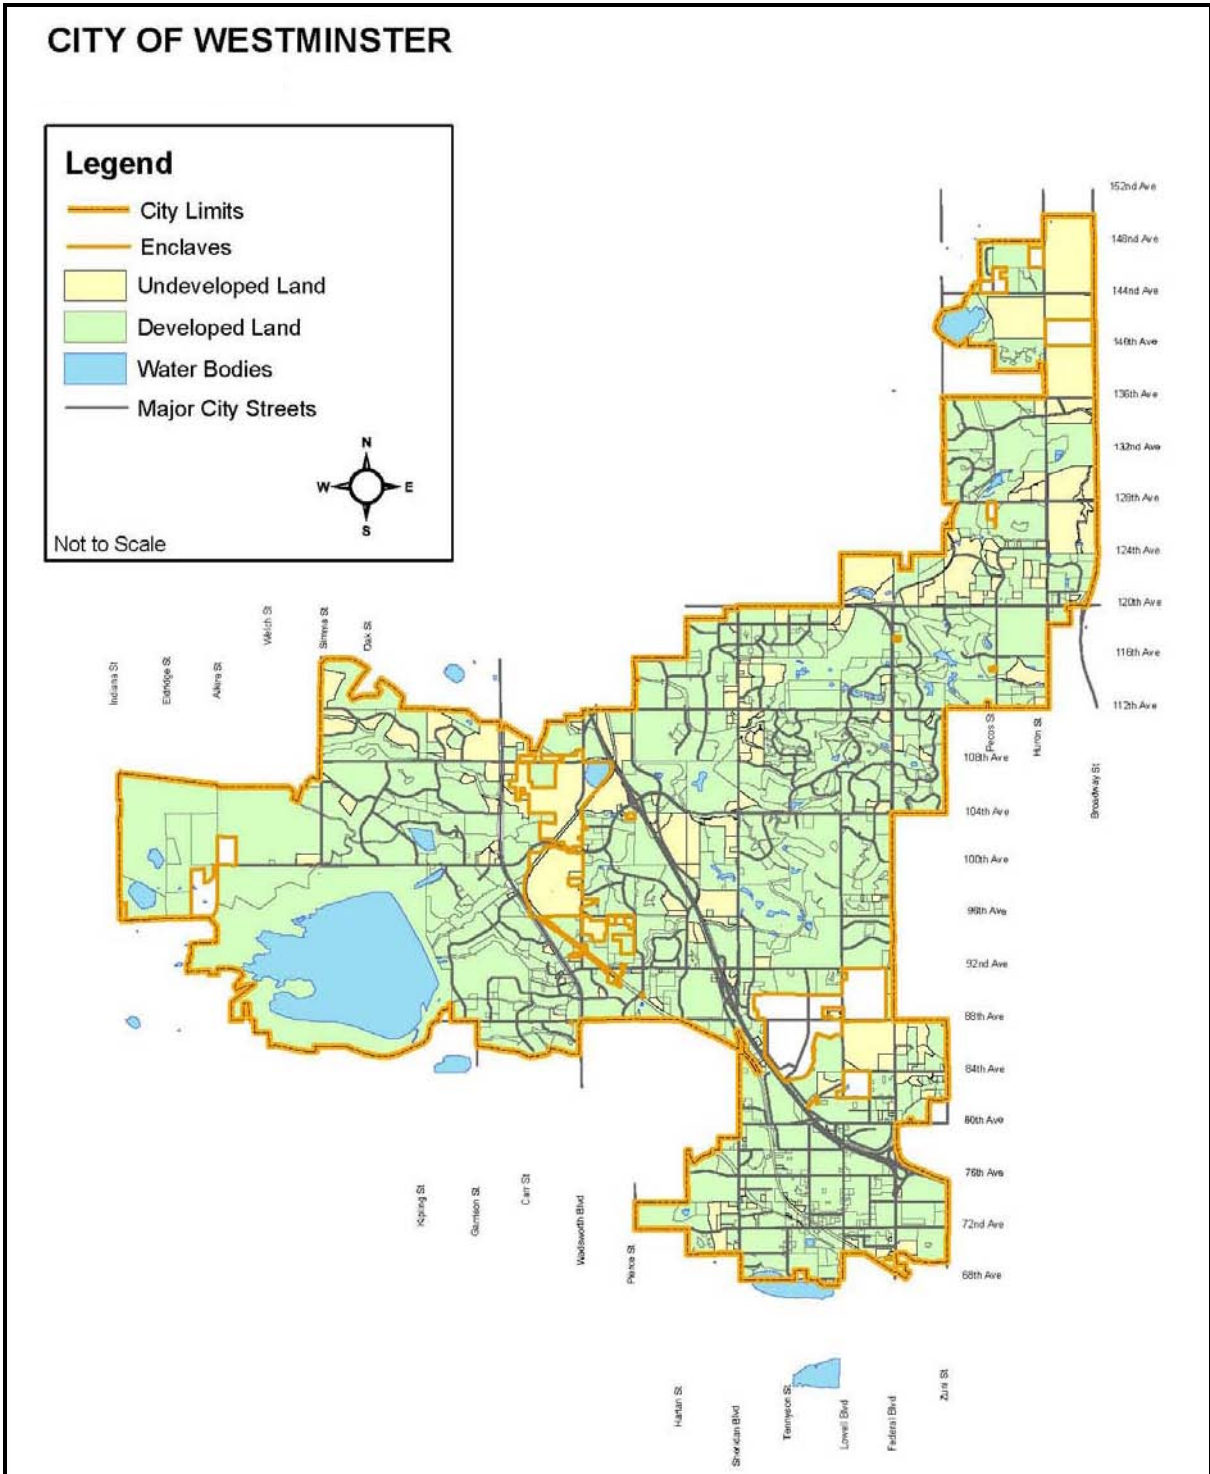 CITY OF WESTMINSTER
Legend
City Limits
Enclaves
Undeveloped Land
Developed Land
Water Bodies
Major City Streets
N
W E
S
Not to Scale
152nd Ave
148nd Ave
144nd Ave
140th Ave
136th Ave
132nd Ave
128th Ave
124th Ave
120th Ave
116th Ave
112th Ave
108th Ave
104th Ave
100th Ave
96th Ave
92nd Ave
88th Ave
84th Ave
80th Ave
76th Ave
72nd Ave
68th Ave
Indiana St
Eldridge St
Alkire St
Welch St
Simms St
Oak St
Pecos St
Huron St
Broadway St
Kipling St
Garrison St
Carr St
Wadsworth Blvd
Pierce St
Harlan St
Sheridan Blvd
Tennyson St
Lowell Blvd
Federal Blvd
Zuni St